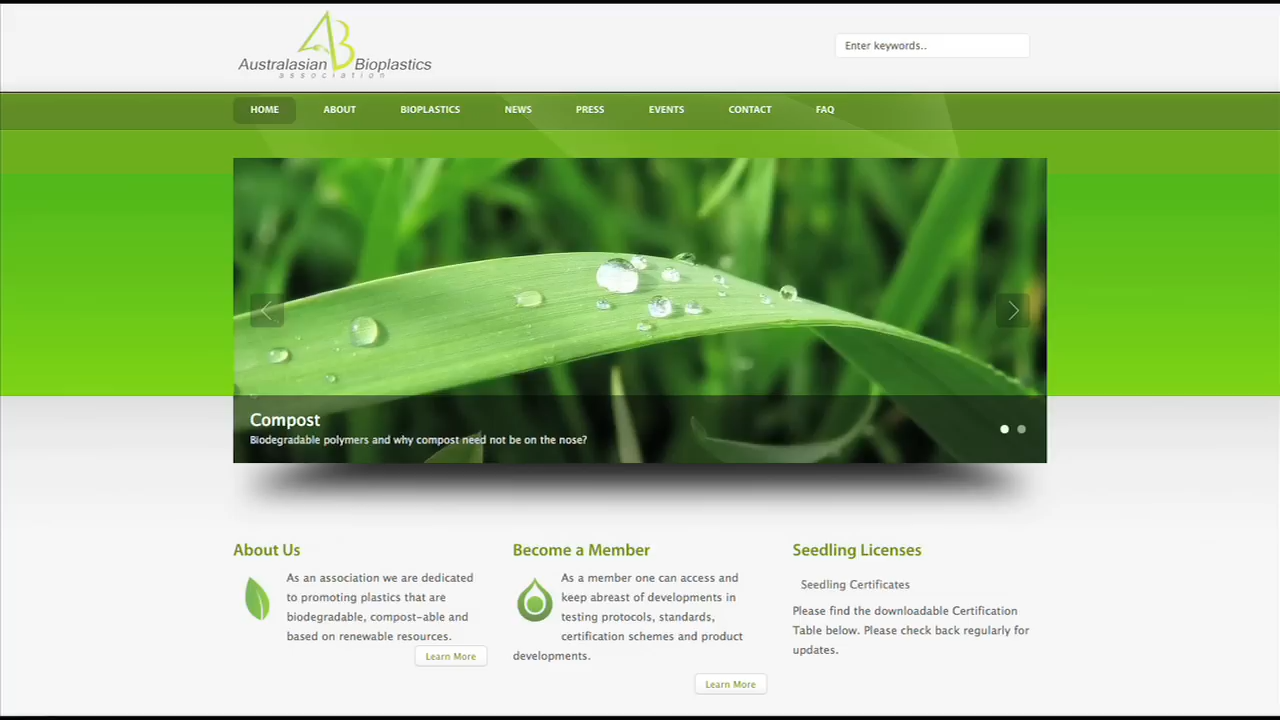 AB
Australasian Bioplastics
association
Enter keywords..
HOME ABOUT BIOPLASTICS NEWS PRESS EVENTS CONTACT FAQ
Compost
Biodegradable polymers and why compost need not be on the nose?
About Us
As an association we are dedicated
to promoting plastics that are
biodegradable, compost-able and
based on renewable resources.
Learn More
Become a Member
As a member one can access and
keep abreast of developments in
testing protocols, standards,
certification schemes and product
developments.
Learn More
Seedling Licenses
Seedling Certificates
Please find the downloadable Certification
Table below. Please check back regularly for
updates.